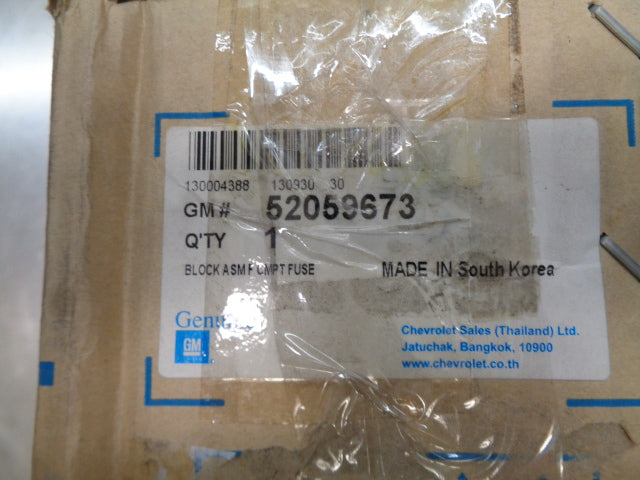 130004388 130930 30
GM # 52059673
Q'TY 1
BLOCK ASM F CMPT FUSE
MADE IN South Korea
GM
Chevrolet Sales (Thailand) Ltd.
Jatuchak, Bangkok, 10900
www.chevrolet.co.th